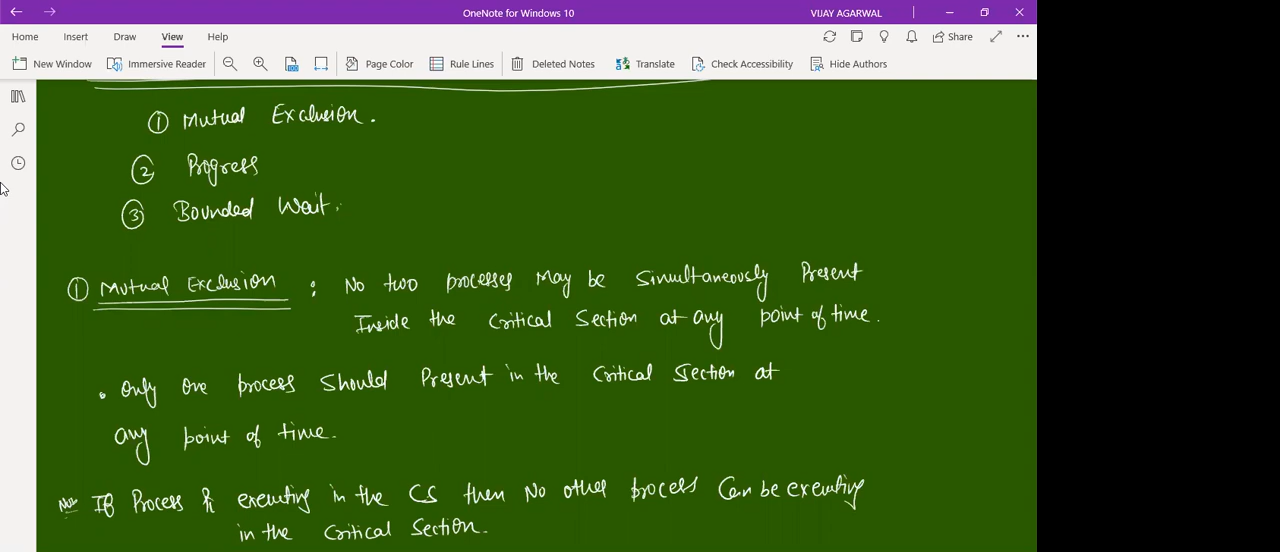 OneNote for Windows 10
VIJAY AGARWAL
Home Insert Draw View Help
Share
New Window Immersive Reader Page Color Rule Lines Deleted Notes Translate Check Accessibility Hide Authors
① Mutual Exclusion.
② Progress
③ Bounded Wait.
① Mutual Exclusion : No two processes May be Simultaneously Present
Inside the Critical Section at any point of time.
• Only one process Should Present in the Critical Section at
any point of time.
If Process Pi executing in the CS then No other process Can be executing
in the Critical Section.